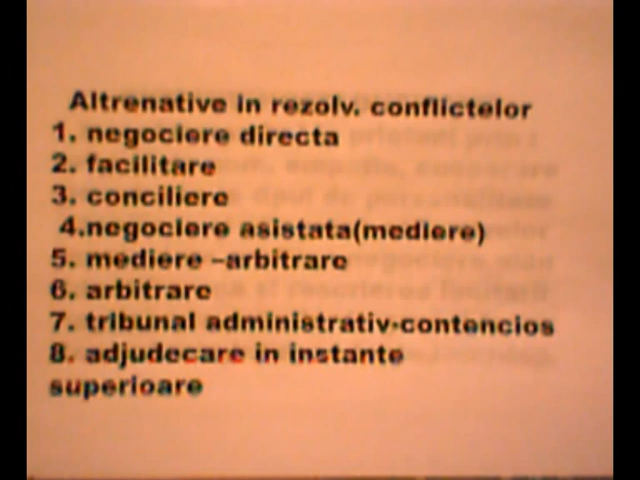 Altrenative in rezolv. conflictelor
1. negociere directa
2. facilitare
3. conciliere
4.negociere asistata(mediere)
5. mediere –arbitrare
6. arbitrare
7. tribunal administrativ-contencios
8. adjudecare in instante
superioare